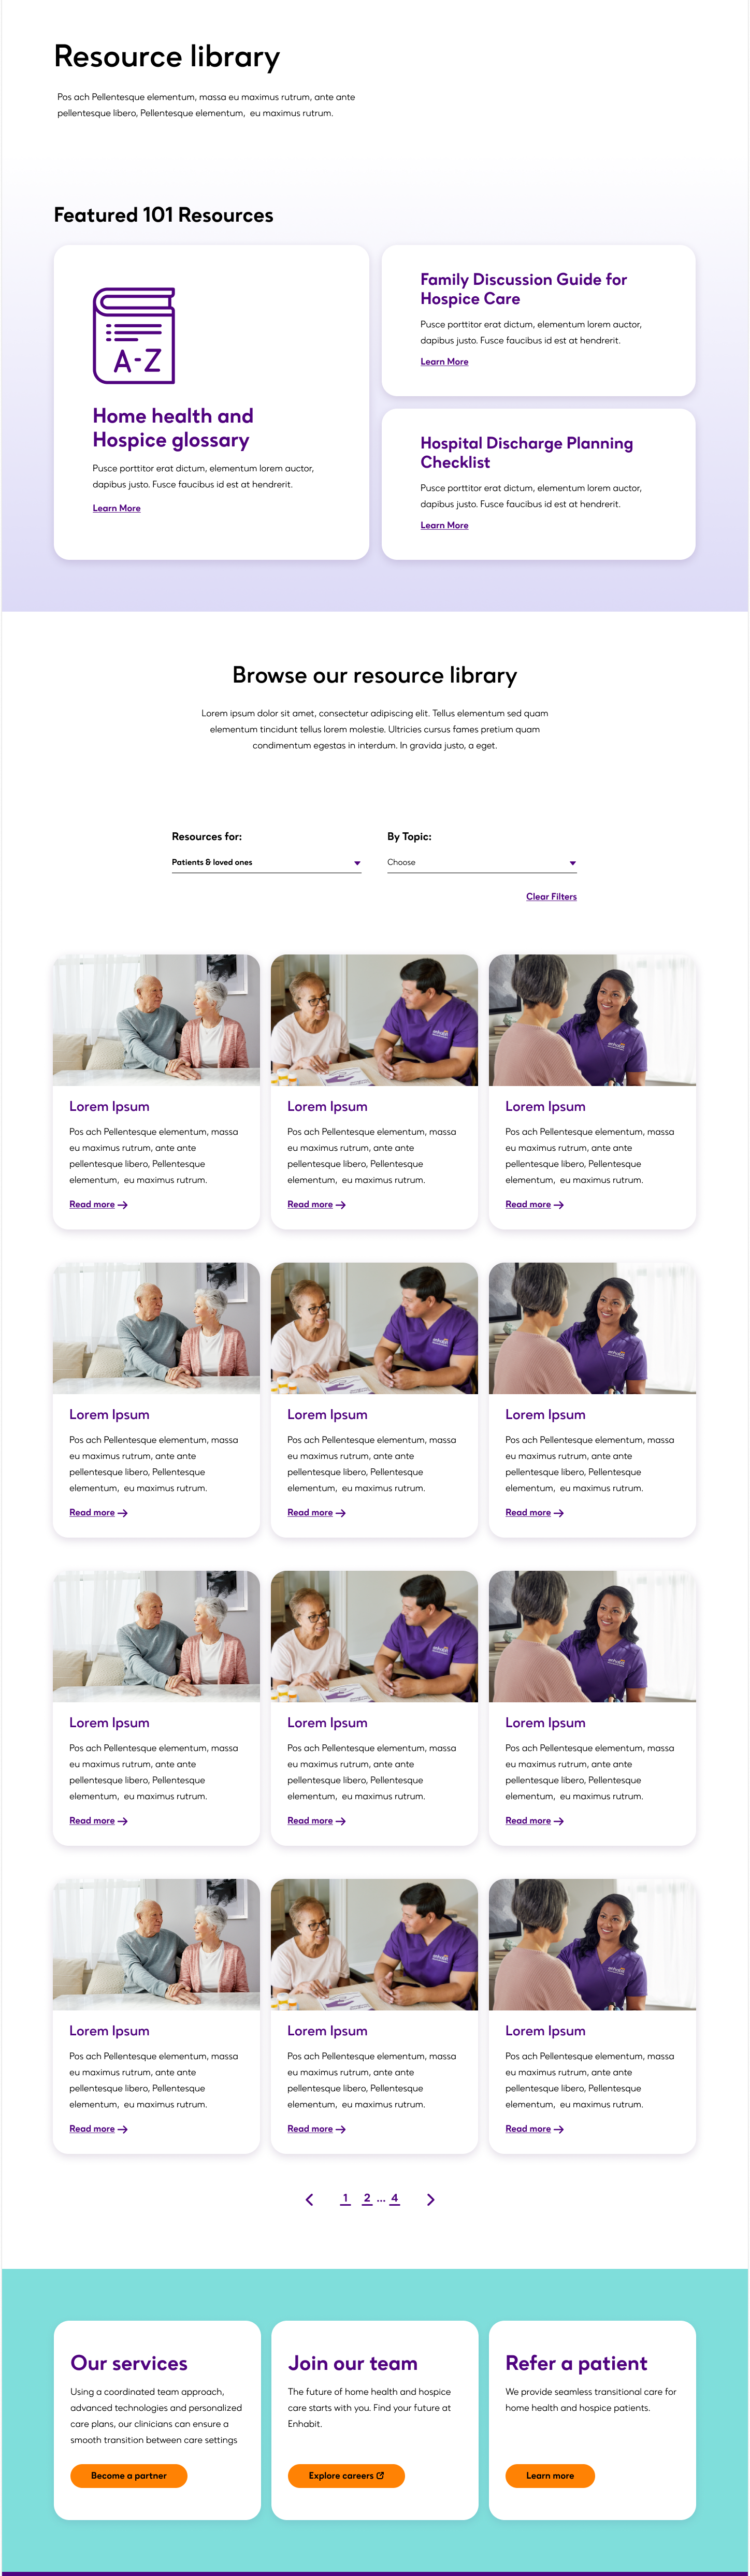 Resource library
Pos ach Pellentesque elementum, massa eu maximus rutrum, ante ante
pellentesque libero, Pellentesque elementum, eu maximus rutrum.
Featured 101 Resources
A-Z
Home health and
Hospice glossary
Pusce porttitor erat dictum, elementum lorem auctor,
dapibus justo. Fusce faucibus id est at hendrerit.
Learn More
Family Discussion Guide for
Hospice Care
Pusce porttitor erat dictum, elementum lorem auctor,
dapibus justo. Fusce faucibus id est at hendrerit.
Learn More
Hospital Discharge Planning
Checklist
Pusce porttitor erat dictum, elementum lorem auctor,
dapibus justo. Fusce faucibus id est at hendrerit.
Learn More
Browse our resource library
Lorem ipsum dolor sit amet, consectetur adipiscing elit. Tellus elementum sed quam
elementum tincidunt tellus lorem molestie. Ultricies cursus fames pretium quam
condimentum egestas in interdum. In gravida justo, a eget.
Resources for:
Patients & loved ones
By Topic:
Choose
Clear Filters
Lorem Ipsum
Pos ach Pellentesque elementum, massa
eu maximus rutrum, ante ante
pellentesque libero, Pellentesque
elementum, eu maximus rutrum.
Read more
Lorem Ipsum
Pos ach Pellentesque elementum, massa
eu maximus rutrum, ante ante
pellentesque libero, Pellentesque
elementum, eu maximus rutrum.
Read more
Lorem Ipsum
Pos ach Pellentesque elementum, massa
eu maximus rutrum, ante ante
pellentesque libero, Pellentesque
elementum, eu maximus rutrum.
Read more
Lorem Ipsum
Pos ach Pellentesque elementum, massa
eu maximus rutrum, ante ante
pellentesque libero, Pellentesque
elementum, eu maximus rutrum.
Read more
Lorem Ipsum
Pos ach Pellentesque elementum, massa
eu maximus rutrum, ante ante
pellentesque libero, Pellentesque
elementum, eu maximus rutrum.
Read more
Lorem Ipsum
Pos ach Pellentesque elementum, massa
eu maximus rutrum, ante ante
pellentesque libero, Pellentesque
elementum, eu maximus rutrum.
Read more
Lorem Ipsum
Pos ach Pellentesque elementum, massa
eu maximus rutrum, ante ante
pellentesque libero, Pellentesque
elementum, eu maximus rutrum.
Read more
Lorem Ipsum
Pos ach Pellentesque elementum, massa
eu maximus rutrum, ante ante
pellentesque libero, Pellentesque
elementum, eu maximus rutrum.
Read more
Lorem Ipsum
Pos ach Pellentesque elementum, massa
eu maximus rutrum, ante ante
pellentesque libero, Pellentesque
elementum, eu maximus rutrum.
Read more
Lorem Ipsum
Pos ach Pellentesque elementum, massa
eu maximus rutrum, ante ante
pellentesque libero, Pellentesque
elementum, eu maximus rutrum.
Read more
Lorem Ipsum
Pos ach Pellentesque elementum, massa
eu maximus rutrum, ante ante
pellentesque libero, Pellentesque
elementum, eu maximus rutrum.
Read more
Lorem Ipsum
Pos ach Pellentesque elementum, massa
eu maximus rutrum, ante ante
pellentesque libero, Pellentesque
elementum, eu maximus rutrum.
Read more
1 2 ... 4
Our services
Using a coordinated team approach,
advanced technologies and personalized
care plans, our clinicians can ensure a
smooth transition between care settings
Become a partner
Join our team
The future of home health and hospice
care starts with you. Find your future at
Enhabit.
Explore careers
Refer a patient
We provide seamless transitional care for
home health and hospice patients.
Learn more